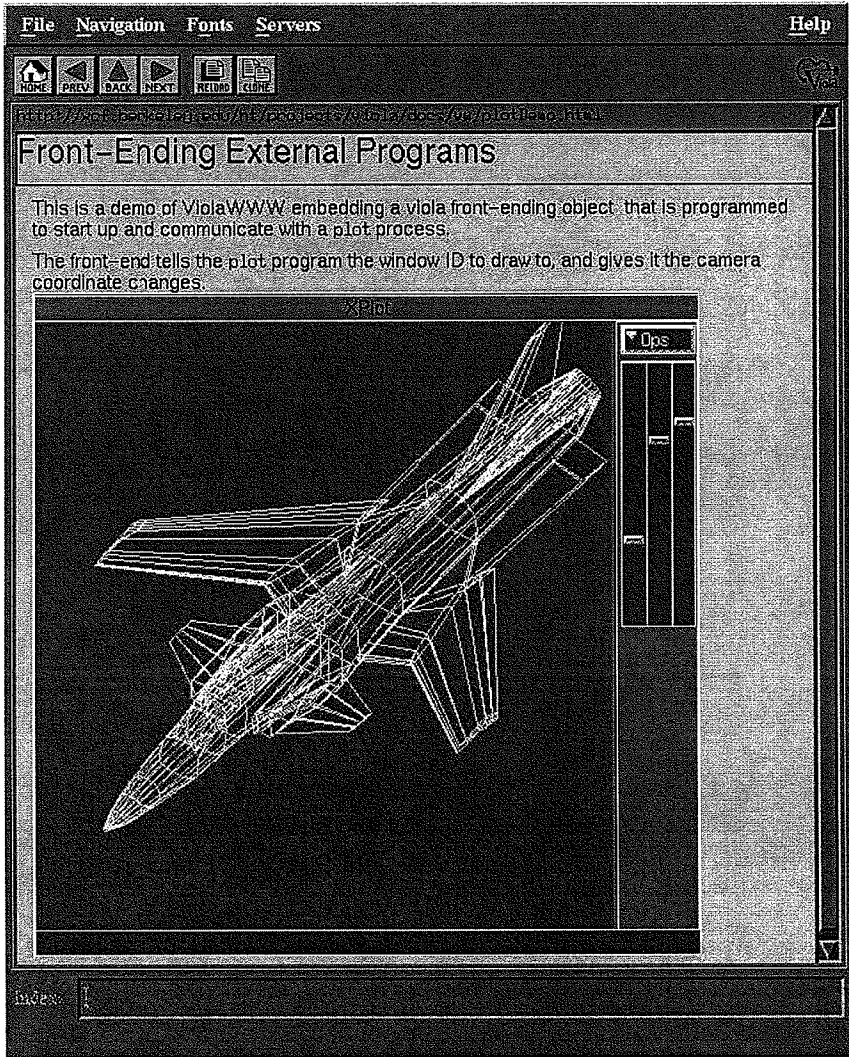 File Navigation Fonts Servers Help
HOME PREV BACK NEXT RELOAD CLONE
Viola
Front-Ending External Programs
This is a demo of ViolaWWW embedding a viola front-ending object that is programmed
to start up and communicate with a plot process.
The front-end tells the plot program the window ID to draw to, and gives it the camera
coordinate changes.
XPlot
Ops
Index: